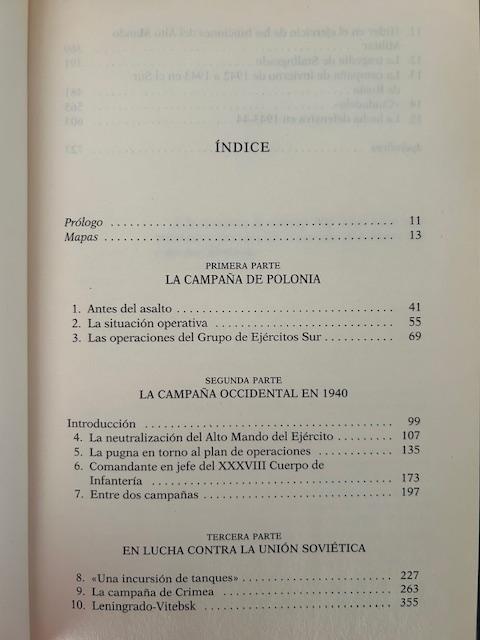 ÍNDICE
Prólogo 11
Mapas 13
PRIMERA PARTE
LA CAMPAÑA DE POLONIA
1. Antes del asalto 41
2. La situación operativa 55
3. Las operaciones del Grupo de Ejércitos Sur 69
SEGUNDA PARTE
LA CAMPAÑA OCCIDENTAL EN 1940
Introducción 99
4. La neutralización del Alto Mando del Ejército 107
5. La pugna en torno al plan de operaciones 135
6. Comandante en jefe del XXXVIII Cuerpo de
Infantería 173
7. Entre dos campañas 197
TERCERA PARTE
EN LUCHA CONTRA LA UNIÓN SOVIÉTICA
8. «Una incursión de tanques» 227
9. La campaña de Crimea 263
10. Leningrado-Vitebsk 355